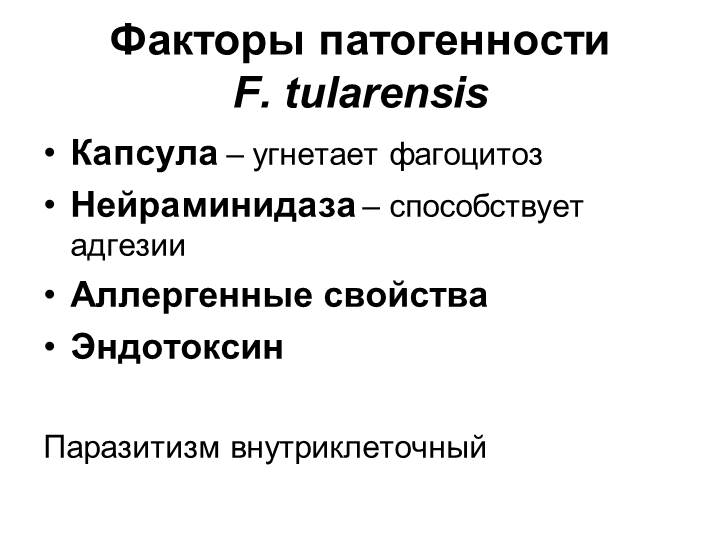 Факторы патогенности
F. tularensis
• Капсула – угнетает фагоцитоз
• Нейраминидаза – способствует
адгезии
• Аллергенные свойства
• Эндотоксин
Паразитизм внутриклеточный